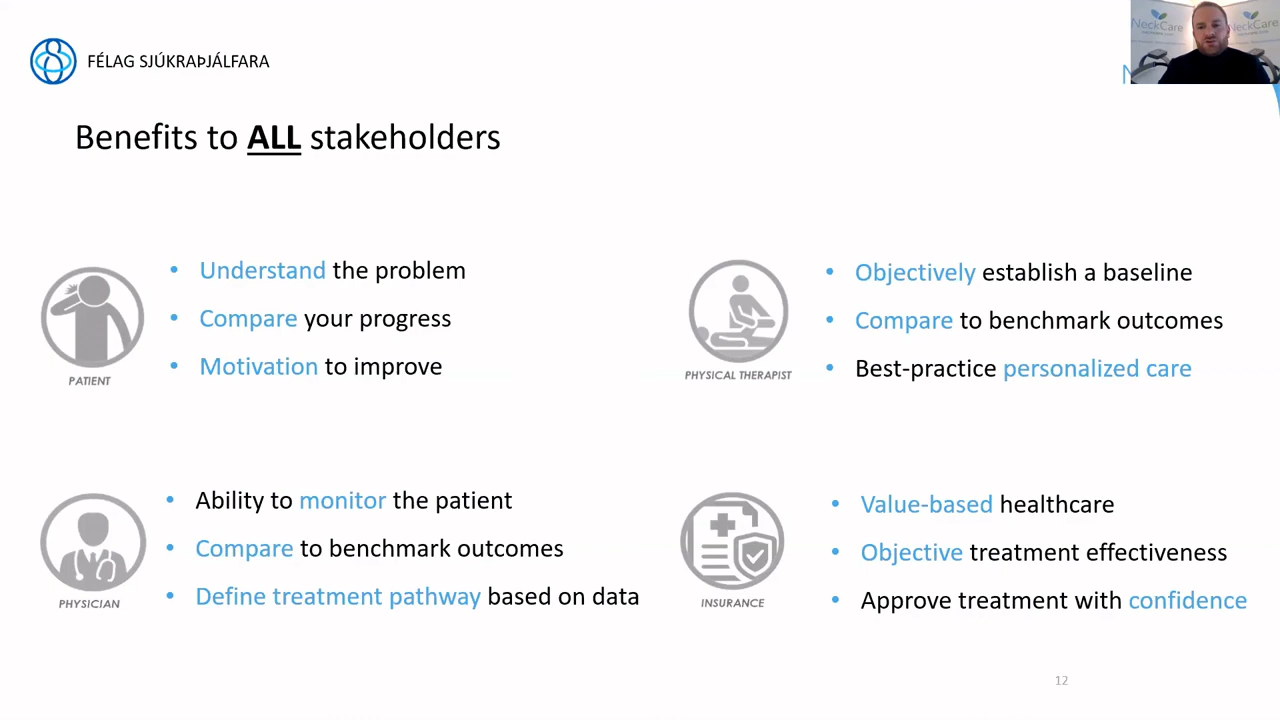 FÉLAG SJÚKRAÞJÁLFARA
NeckCare
NeckCare
Benefits to ALL stakeholders
• Understand the problem
• Compare your progress
• Motivation to improve
PATIENT
• Objectively establish a baseline
• Compare to benchmark outcomes
• Best-practice personalized care
PHYSICAL THERAPIST
• Ability to monitor the patient
• Compare to benchmark outcomes
• Define treatment pathway based on data
PHYSICIAN
• Value-based healthcare
• Objective treatment effectiveness
• Approve treatment with confidence
INSURANCE
12